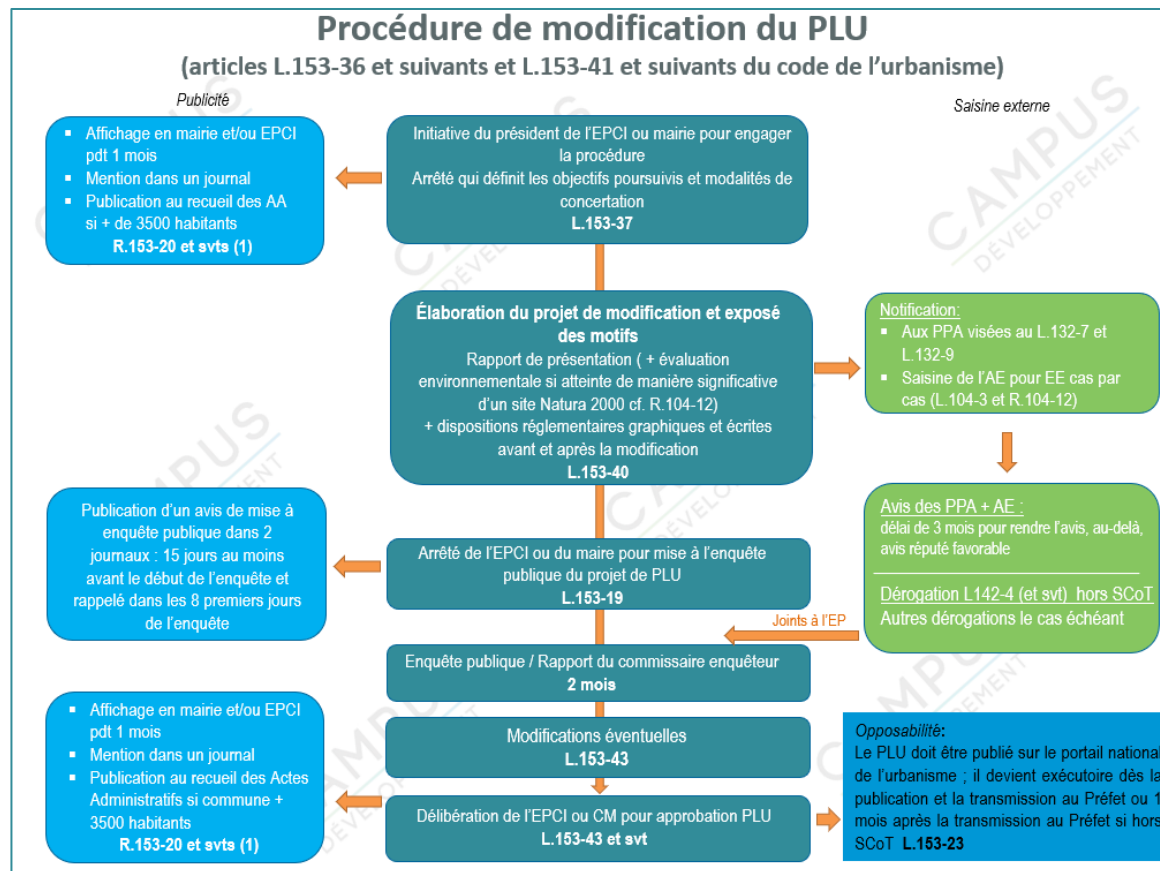 Procédure de modification du PLU
(articles L.153-36 et suivants et L.153-41 et suivants du code de l'urbanisme)
Publicité
Saisine externe
▪ Affichage en mairie et/ou EPCI
pdt 1 mois
▪ Mention dans un journal
▪ Publication au recueil des AA
si + de 3500 habitants
R.153-20 et svts (1)
Initiative du président de l'EPCI ou mairie pour engager
la procédure
Arrêté qui définit les objectifs poursuivis et modalités de
concertation
L.153-37
Élaboration du projet de modification et exposé
des motifs
Rapport de présentation ( + évaluation
environnementale si atteinte de manière significative
d'un site Natura 2000 cf. R.104-12)
+ dispositions réglementaires graphiques et écrites
avant et après la modification
L.153-40
Notification:
▪ Aux PPA visées au L.132-7 et
L.132-9
▪ Saisine de l'AE pour EE cas par
cas (L.104-3 et R.104-12)
Publication d'un avis de mise à
enquête publique dans 2
journaux : 15 jours au moins
avant le début de l'enquête et
rappelé dans les 8 premiers jours
de l'enquête
Arrêté de l'EPCI ou du maire pour mise à l'enquête
publique du projet de PLU
L.153-19
Avis des PPA + AE :
délai de 3 mois pour rendre l'avis, au-delà,
avis réputé favorable
Dérogation L142-4 (et svt) hors SCoT
Autres dérogations le cas échéant
Joints à l'EP
Enquête publique / Rapport du commissaire enquêteur
2 mois
▪ Affichage en mairie et/ou EPCI
pdt 1 mois
▪ Mention dans un journal
▪ Publication au recueil des Actes
Administratifs si commune +
3500 habitants
R.153-20 et svts (1)
Modifications éventuelles
L.153-43
Délibération de l'EPCI ou CM pour approbation PLU
L.153-43 et svt
Opposabilité:
Le PLU doit être publié sur le portail national
de l'urbanisme ; il devient exécutoire dès la
publication et la transmission au Préfet ou 1
mois après la transmission au Préfet si hors
SCoT L.153-23
CAMPUS
DÉVELOPPEMENT